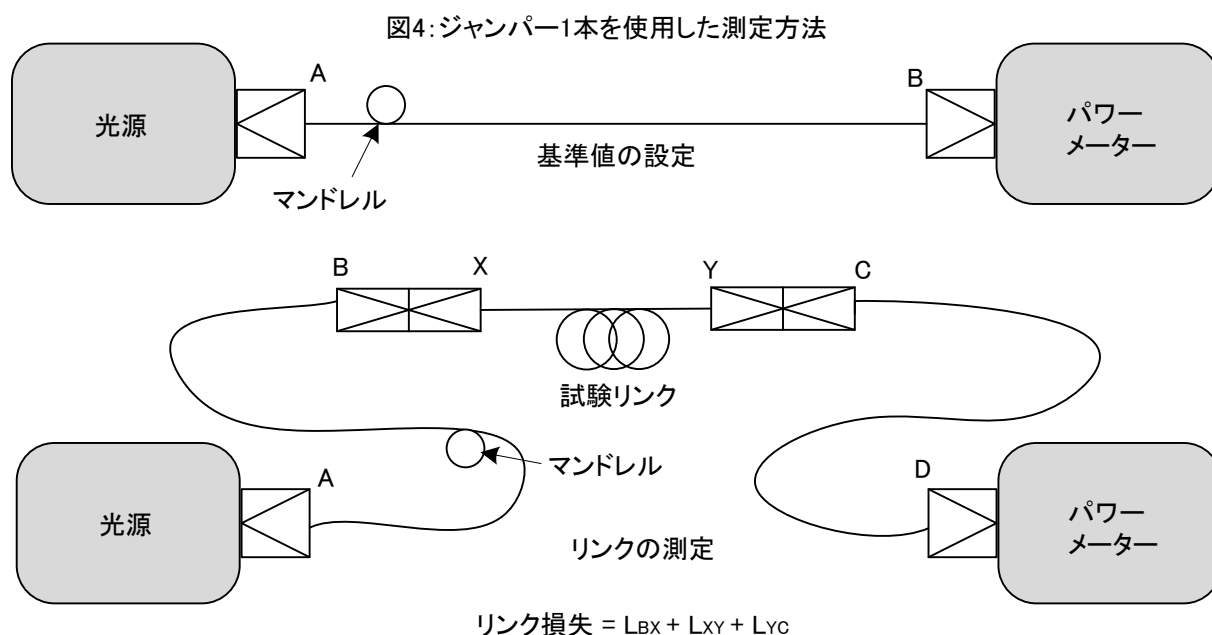 図4：ジャンパー1本を使用した測定方法
A
B
光源
パワー
メーター
基準値の設定
マンドレル
B
X
Y
C
試験リンク
マンドレル
A
D
光源
パワー
メーター
リンクの測定
リンク損失 = LBX + LXY + LYC